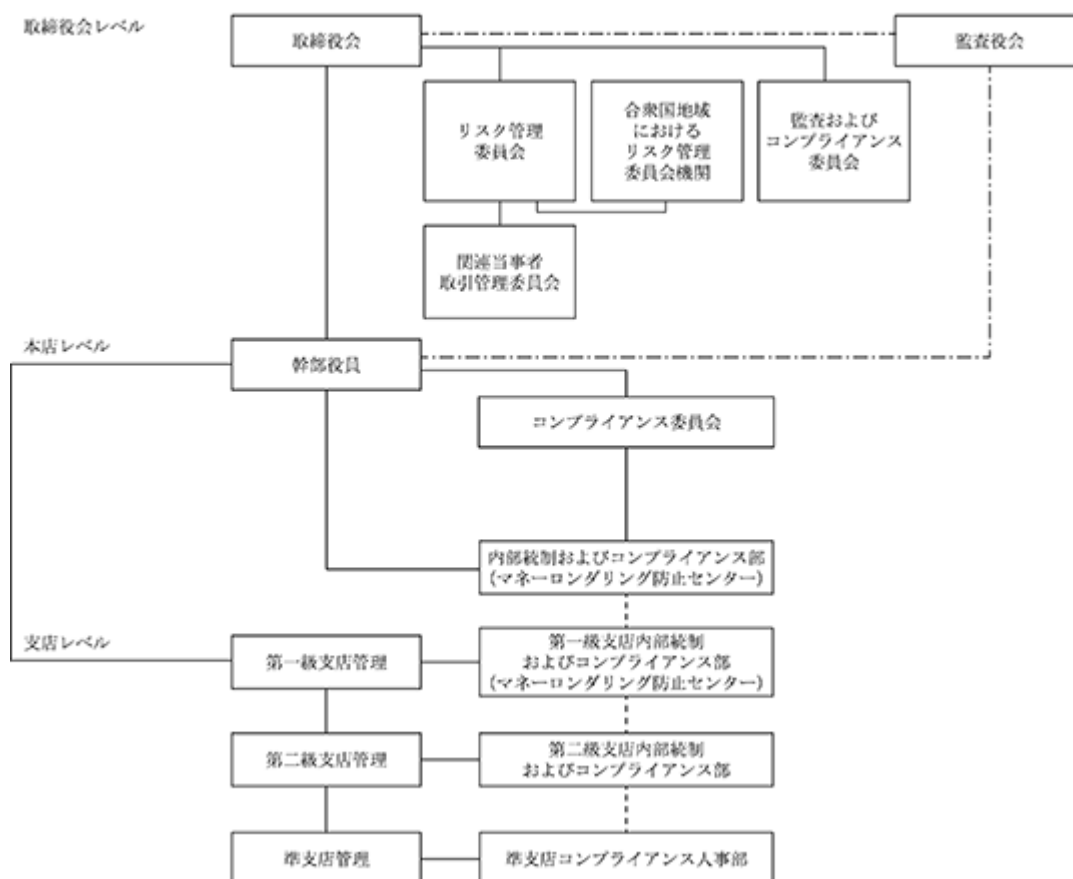 取締役会レベル
取締役会
監査役会
リスク管理
委員会
合衆国地域
における
リスク管理
委員会機関
監査および
コンプライアンス
委員会
関連当事者
取引管理委員会
本店レベル
幹部役員
コンプライアンス委員会
内部統制およびコンプライアンス部
(マネーロンダリング防止センター)
支店レベル
第一級支店管理
第一級支店内部統制
およびコンプライアンス部
(マネーロンダリング防止センター)
第二級支店管理
第二級支店内部統制
およびコンプライアンス部
準支店管理
準支店コンプライアンス人事部